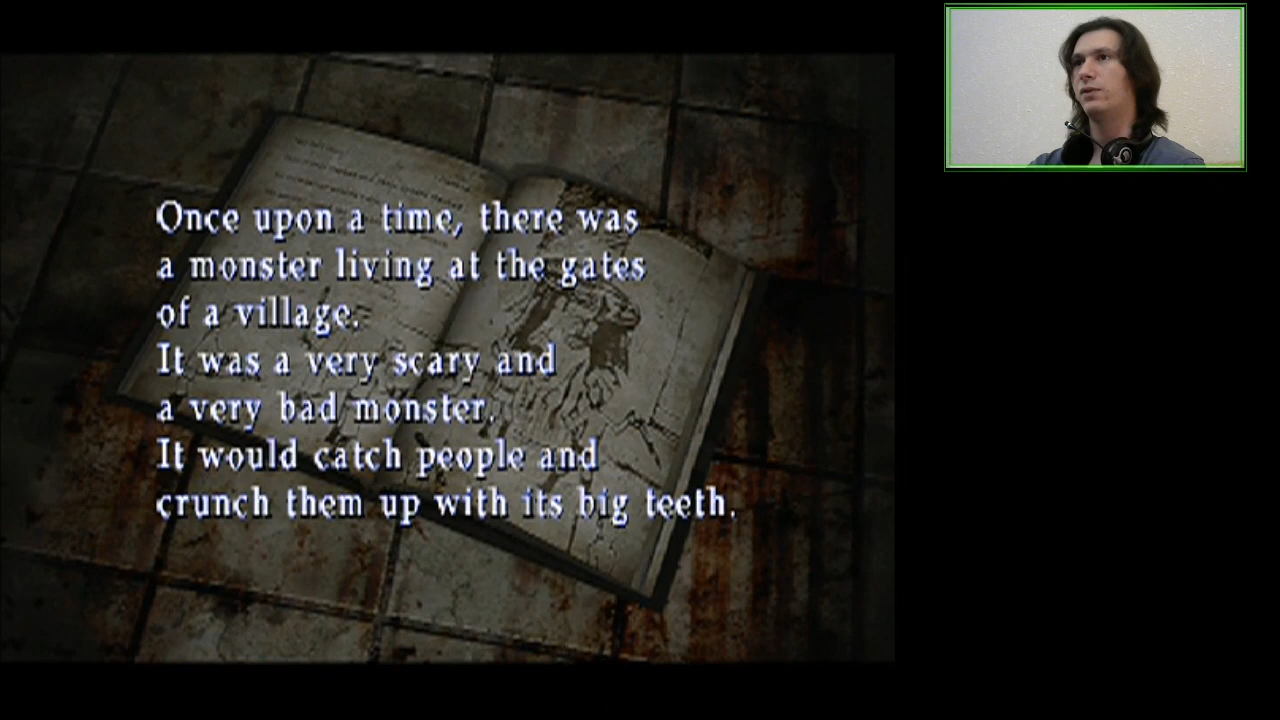 Once upon a time, there was
a monster living at the gates
of a village.
It was a very scary and
a very bad monster.
It would catch people and
crunch them up with its big teeth.